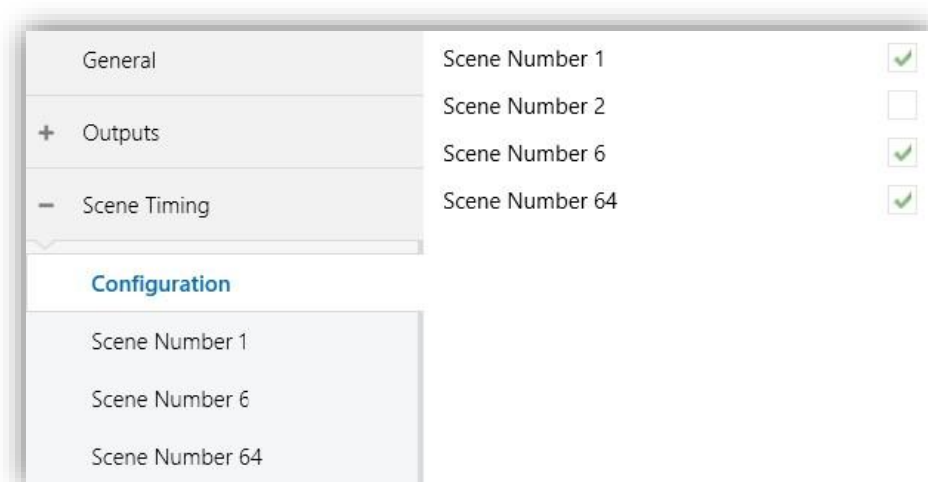 General
+ Outputs
− Scene Timing
Configuration
Scene Number 1
Scene Number 6
Scene Number 64
Scene Number 1
Scene Number 2
Scene Number 6
Scene Number 64